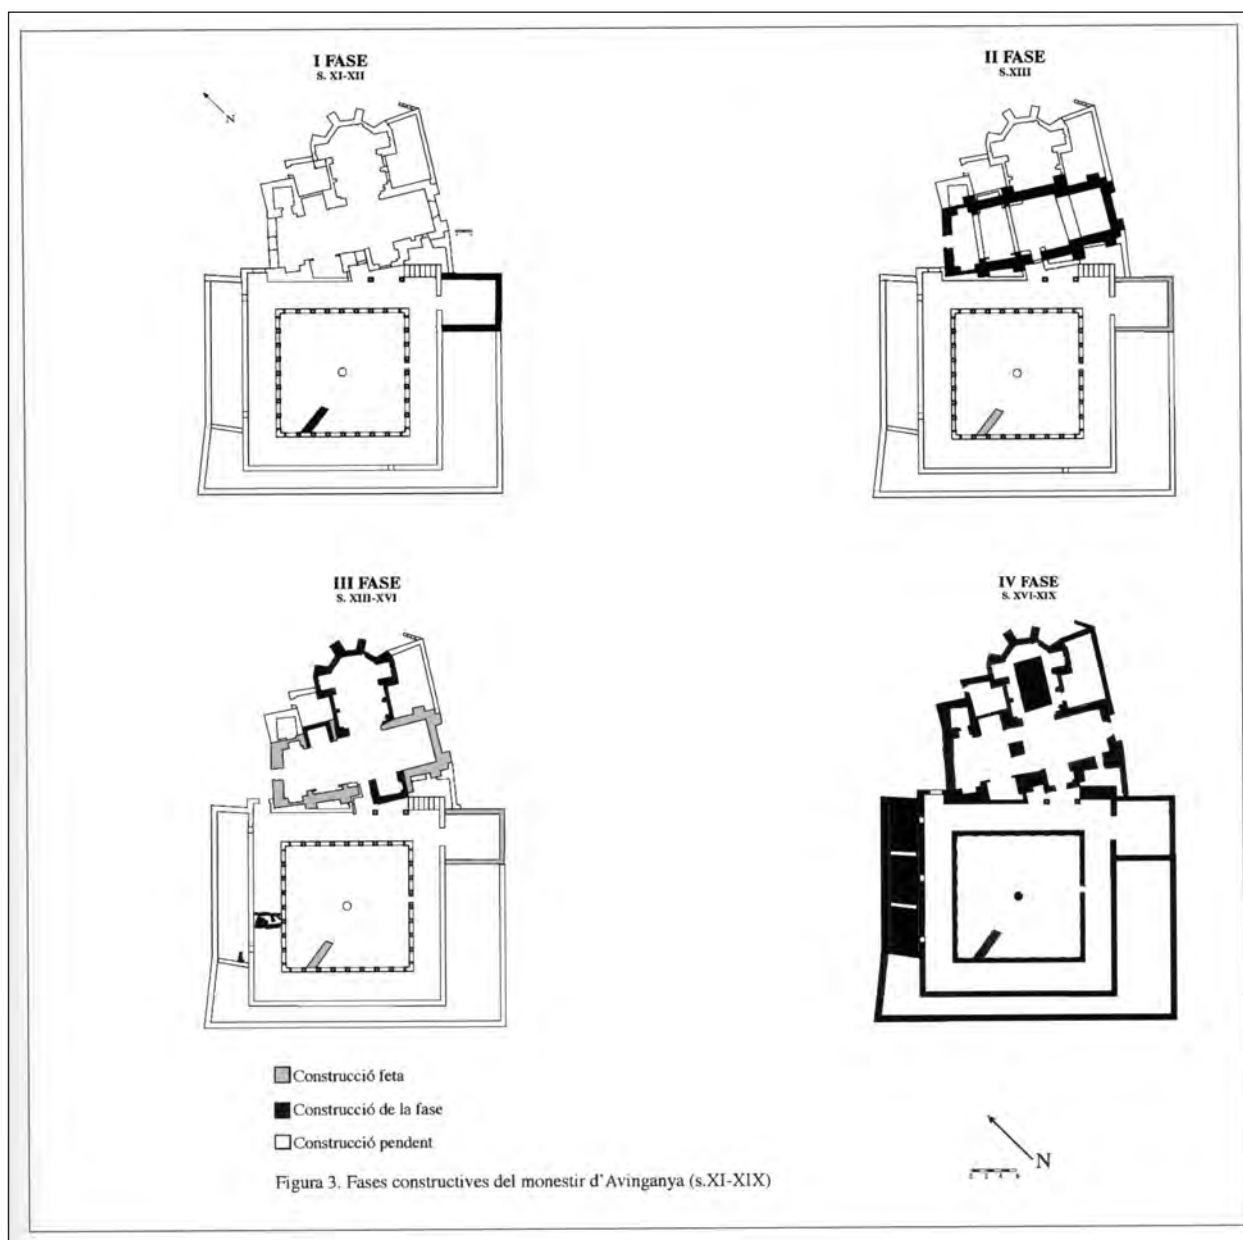 I FASE
S. XI-XII
N
II FASE
S.XIII
III FASE
S. XIII-XVI
IV FASE
S. XVI-XIX
Construcció feta
Construcció de la fase
Construcció pendent
N
Figura 3. Fases constructives del monestir d'Avinganya (s.XI-XIX)